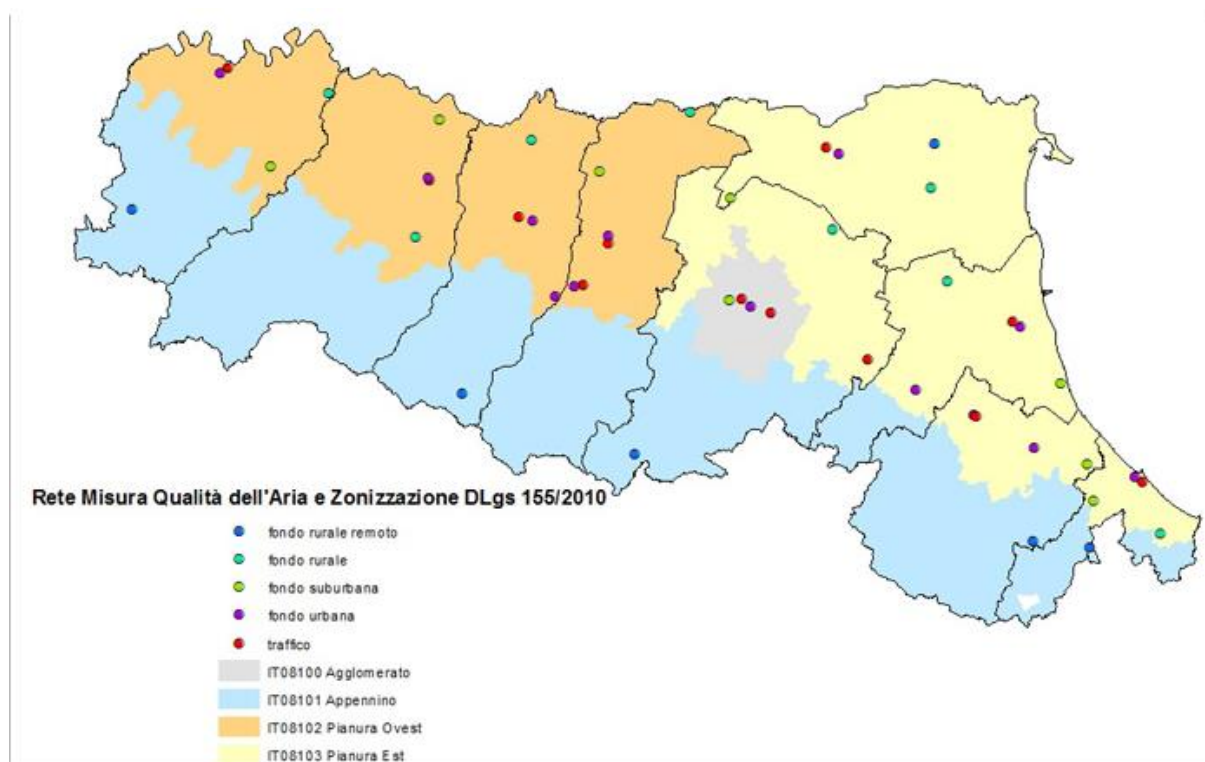 Rete Misura Qualità dell'Aria e Zonizzazione DLgs 155/2010
fondo rurale remoto
fondo rurale
fondo suburbana
fondo urbana
traffico
IT08100 Agglomerato
IT08101 Appennino
IT08102 Pianura Ovest
IT08103 Pianura Est